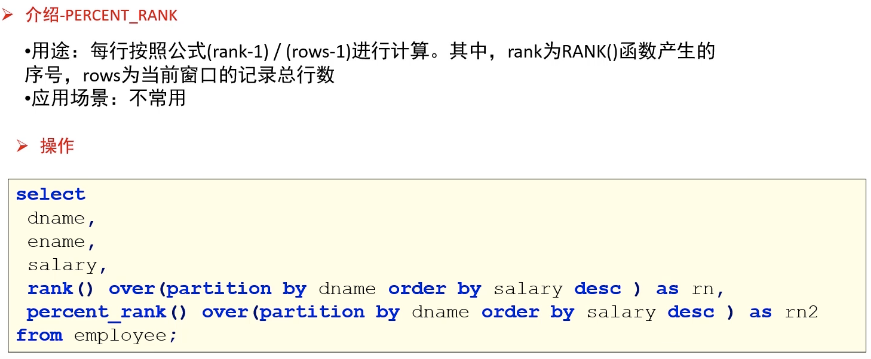 ➢ 介绍-PERCENT_RANK
•用途：每行按照公式(rank-1) / (rows-1)进行计算。其中，rank为RANK()函数产生的
序号，rows为当前窗口的记录总行数
•应用场景：不常用
➢ 操作
select
dname,
ename,
salary,
rank() over(partition by dname order by salary desc ) as rn,
percent_rank() over(partition by dname order by salary desc ) as rn2
from employee;